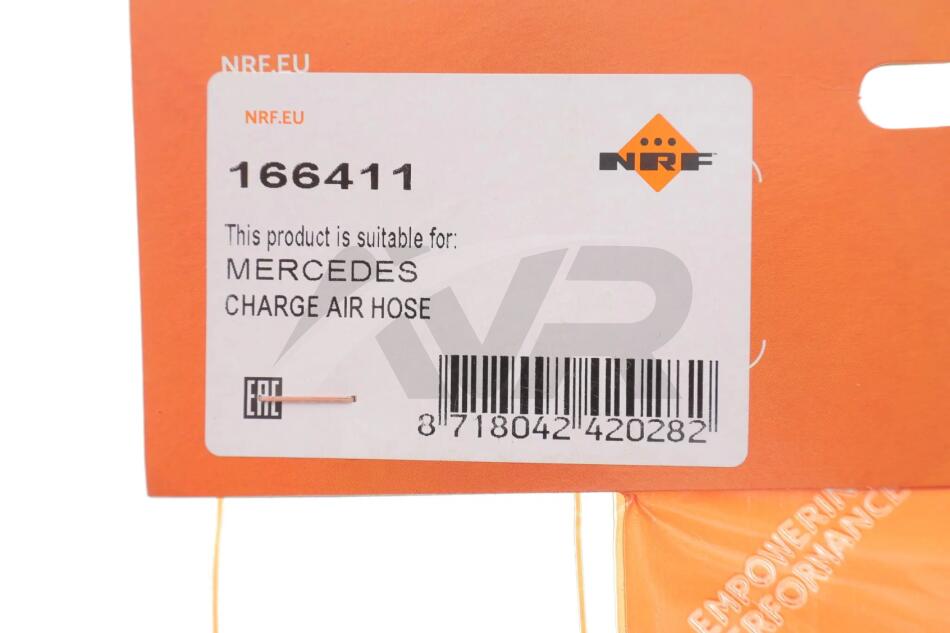 NRF.EU
NRF.EU
NRF
166411
This product is suitable for:
MERCEDES
CHARGE AIR HOSE
EAC
8 718042 420282
VR
EMPOWERING
PERFORMANCE